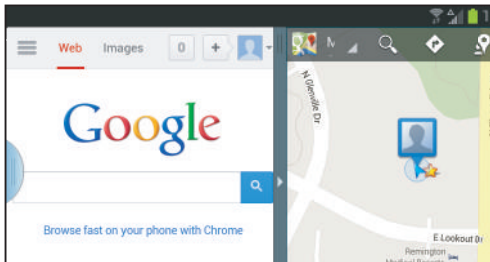 Web Images 0 +
Google
Browse fast on your phone with Chrome
N Glenville Dr
E Lookout Dr
Remington